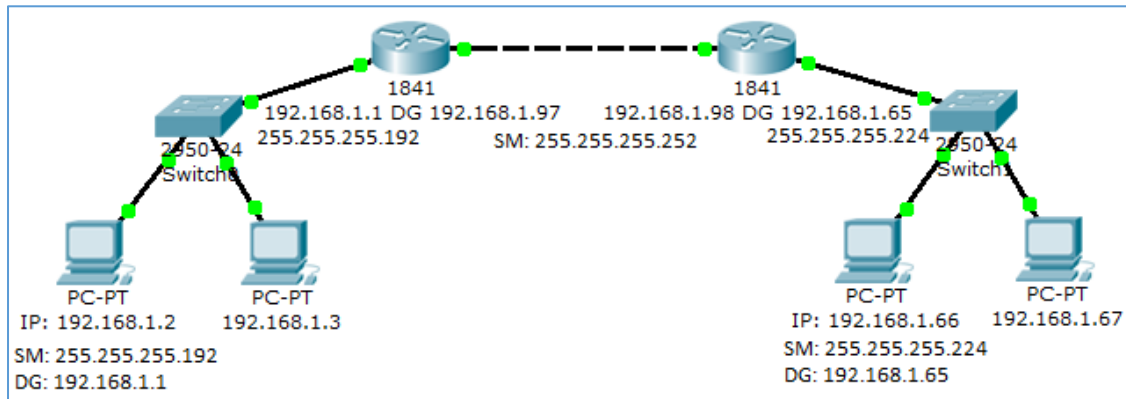 1841
1841
192.168.1.1 DG 192.168.1.97
192.168.1.98 DG 192.168.1.65
255.255.255.192
SM: 255.255.255.252
255.255.255.224
2950-24
Switch0
2950-24
Switch1
PC-PT
PC-PT
PC-PT
PC-PT
IP: 192.168.1.2
192.168.1.3
IP: 192.168.1.66
192.168.1.67
SM: 255.255.255.192
SM: 255.255.255.224
DG: 192.168.1.1
DG: 192.168.1.65